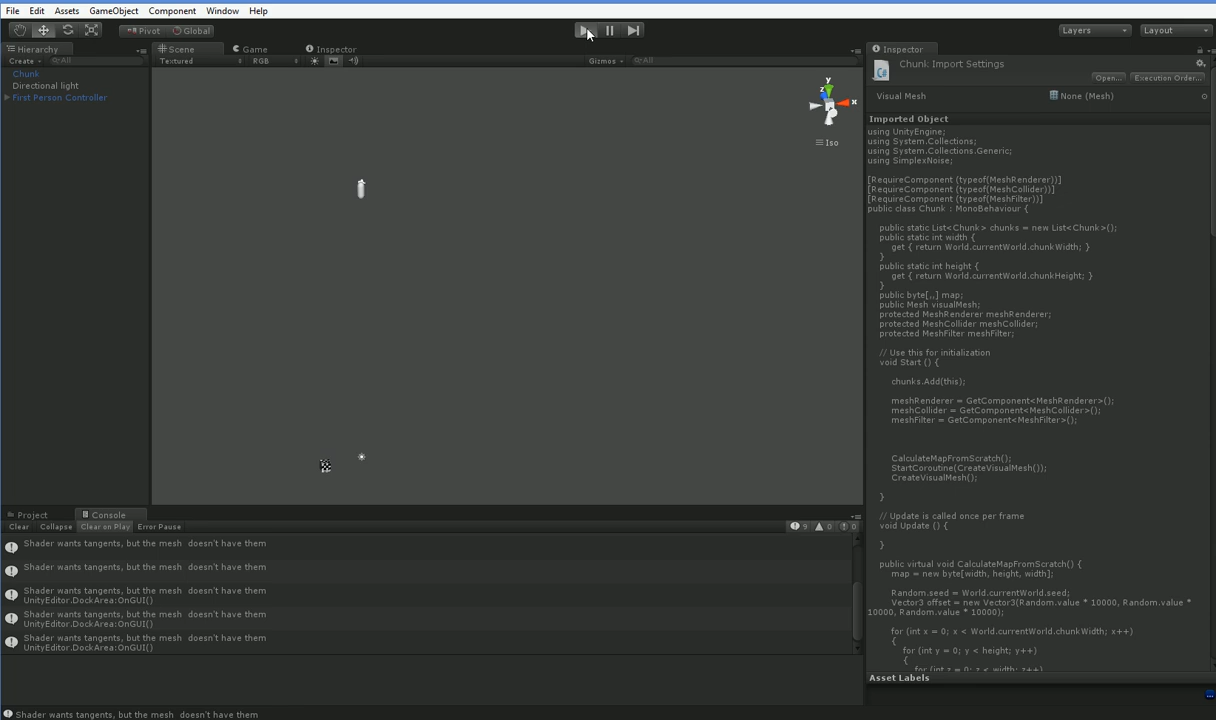 File Edit Assets GameObject Component Window Help
Pivot Global Layers Layout
Hierarchy
Create All
Chunk
Directional light
First Person Controller
Scene Game Inspector
Textured RGB Gizmos All
y
z x
Iso
Inspector
C#
Chunk Import Settings
Open... Execution Order...
Visual Mesh None (Mesh)
Imported Object
using UnityEngine;
using System.Collections;
using System.Collections.Generic;
using SimplexNoise;
[RequireComponent (typeof(MeshRenderer))]
[RequireComponent (typeof(MeshCollider))]
[RequireComponent (typeof(MeshFilter))]
public class Chunk : MonoBehaviour {
public static List<Chunk> chunks = new List<Chunk>();
public static int width {
get { return World.currentWorld.chunkWidth; }
}
public static int height {
get { return World.currentWorld.chunkHeight; }
}
public byte[,,] map;
public Mesh visualMesh;
protected MeshRenderer meshRenderer;
protected MeshCollider meshCollider;
protected MeshFilter meshFilter;
// Use this for initialization
void Start () {
chunks.Add(this);
meshRenderer = GetComponent<MeshRenderer>();
meshCollider = GetComponent<MeshCollider>();
meshFilter = GetComponent<MeshFilter>();
CalculateMapFromScratch();
StartCoroutine(CreateVisualMesh());
CreateVisualMesh();
}
// Update is called once per frame
void Update () {
}
public virtual void CalculateMapFromScratch() {
map = new byte[width, height, width];
Random.seed = World.currentWorld.seed;
Vector3 offset = new Vector3(Random.value * 10000, Random.value *
10000, Random.value * 10000);
for (int x = 0; x < World.currentWorld.chunkWidth; x++)
{
for (int y = 0; y < height; y++)
{
for (int z = 0; z < width; z++)
Asset Labels
Project Console
Clear Collapse Clear on Play Error Pause 9 0 0
Shader wants tangents, but the mesh doesn't have them
Shader wants tangents, but the mesh doesn't have them
Shader wants tangents, but the mesh doesn't have them
UnityEditor.DockArea:OnGUI()
Shader wants tangents, but the mesh doesn't have them
UnityEditor.DockArea:OnGUI()
Shader wants tangents, but the mesh doesn't have them
UnityEditor.DockArea:OnGUI()
Shader wants tangents, but the mesh doesn't have them